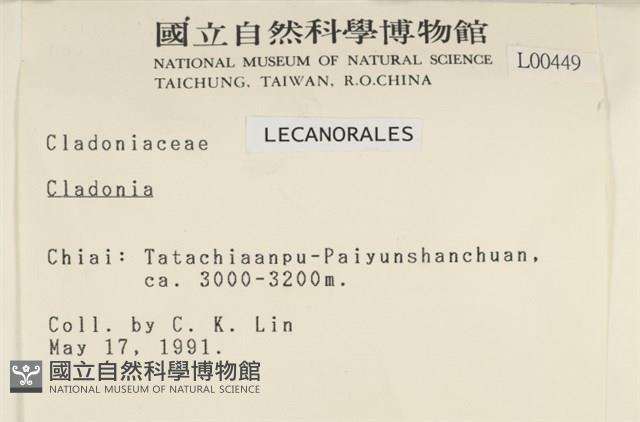 國立自然科學博物館
NATIONAL MUSEUM OF NATURAL SCIENCE
TAICHUNG, TAIWAN, R.O.CHINA
L00449
LECANORALES
Cladoniaceae
Cladonia
Chiai: Tatachiaanpu-Paiyunshanchuan,
ca. 3000-3200m.
Coll. by C. K. Lin
May 17, 1991.
國立自然科學博物館
NATIONAL MUSEUM OF NATURAL SCIENCE